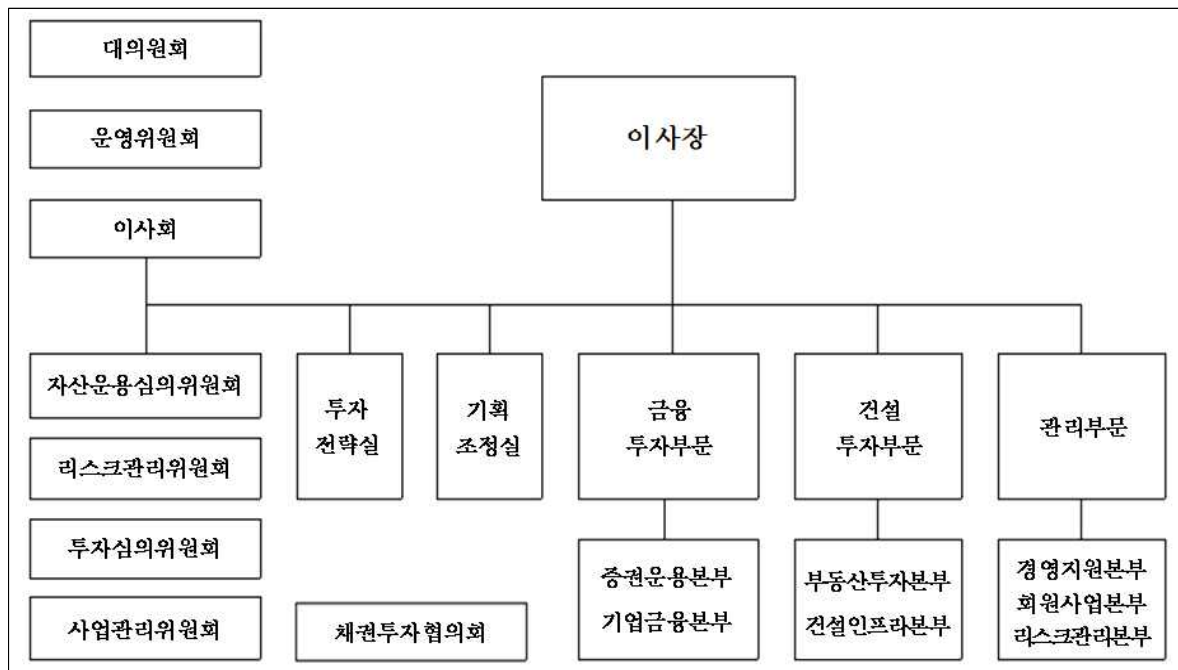 대의원회
운영위원회
이사장
이사회
자산운용심의위원회
투자
전략실
기획
조정실
금융
투자부문
건설
투자부문
관리부문
리스크관리위원회
투자심의위원회
사업관리위원회
채권투자협의회
증권운용본부
기업금융본부
부동산투자본부
건설인프라본부
경영지원본부
회원사업본부
리스크관리본부